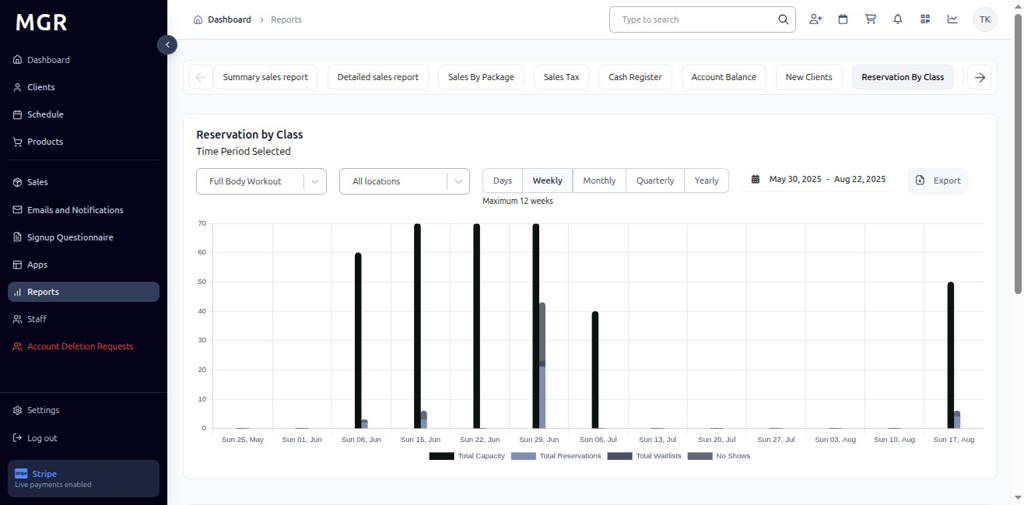 MGR
Dashboard
Clients
Schedule
Products
Sales
Emails and Notifications
Signup Questionnaire
Apps
Reports
Staff
Account Deletion Requests
Settings
Log out
stripe Stripe
Live payments enabled
Dashboard > Reports
Type to search
TK
Summary sales report
Detailed sales report
Sales By Package
Sales Tax
Cash Register
Account Balance
New Clients
Reservation By Class
Reservation by Class
Time Period Selected
Full Body Workout
All locations
Days
Weekly
Monthly
Quarterly
Yearly
May 30, 2025 - Aug 22, 2025
Export
Maximum 12 weeks
70
60
50
40
30
20
10
0
Sun 25, May
Sun 01, Jun
Sun 08, Jun
Sun 15, Jun
Sun 22, Jun
Sun 29, Jun
Sun 06, Jul
Sun 13, Jul
Sun 20, Jul
Sun 27, Jul
Sun 03, Aug
Sun 10, Aug
Sun 17, Aug
Total Capacity
Total Reservations
Total Waitlists
No Shows